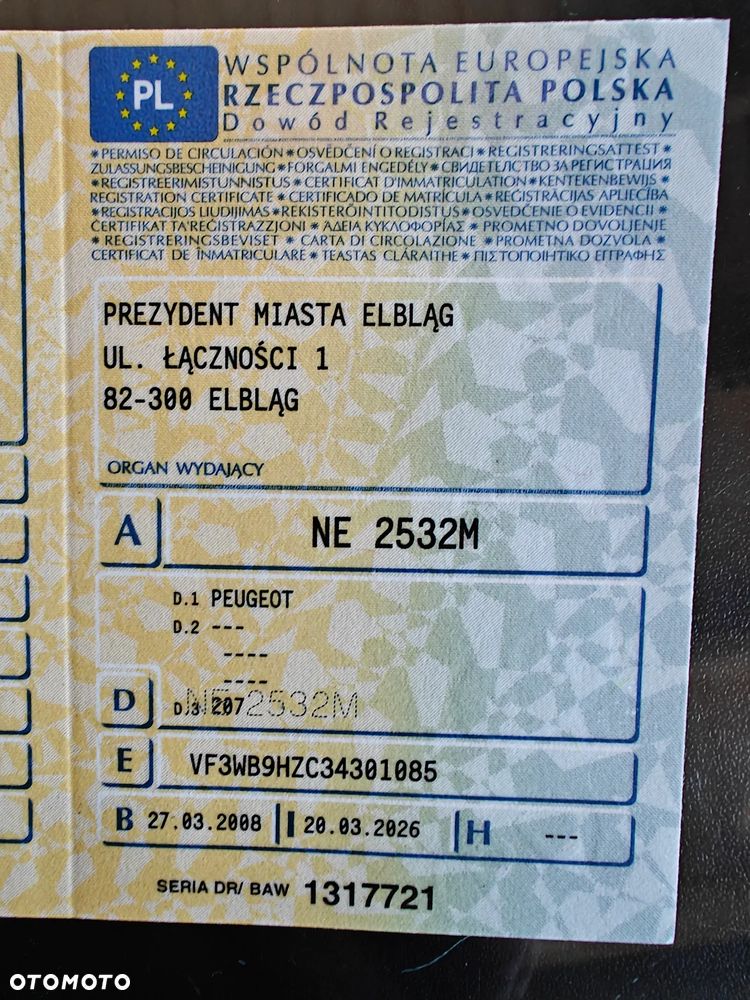 PL
WSPÓLNOTA EUROPEJSKA
RZECZPOSPOLITA POLSKA
Dowód Rejestracyjny
*PERMISO DE CIRCULACIÓN*OSVĚDČENÍ O REGISTRACI*REGISTRERINGSATTEST*
ZULASSUNGSBESCHEINIGUNG*FORGALMI ENGEDÉLY*СВИДЕТЕЛСТВО ЗА РЕГИСТРАЦИЯ
*REGISTREERIMISTUNNISTUS*CERTIFICAT D'IMMATRICULATION*KENTEKENBEWIJS*
REGISTRATION CERTIFICATE*CERTIFICADO DE MATRÍCULA*REĢISTRĀCIJAS APLIECĪBA
*REGISTRACIJOS LIUDIJIMAS*REKISTERÖINTITODISTUS*OSVEDČENIE O EVIDENCII*
ĊERTIFIKAT TA'REĠISTRAZZJONI*ΆΔΕΙΑ ΚΥΚΛΟΦΟΡΊΑΣ*PROMETNO DOVOLJENJE
*REGISTRERINGSBEVISET*CARTA DI CIRCOLAZIONE*PROMETNA DOZVOLA*
CERTIFICAT DE ÎNMATRICULARE*TEASTAS CLÁRAITHE*ΠΙΣΤΟΠΟΙΗΤΙΚΟ ΕΓΓΡΑΦΗΣ
PREZYDENT MIASTA ELBLĄG
UL. ŁĄCZNOŚCI 1
82-300 ELBLĄG
ORGAN WYDAJĄCY
A NE 2532M
D.1 PEUGEOT
D.2 ---
----
----
D D.3 207
NE 2532M
E VF3WB9HZC34301085
B 27.03.2008 I 20.03.2026 H ---
SERIA DR/ BAW 1317721
OTOMOTO